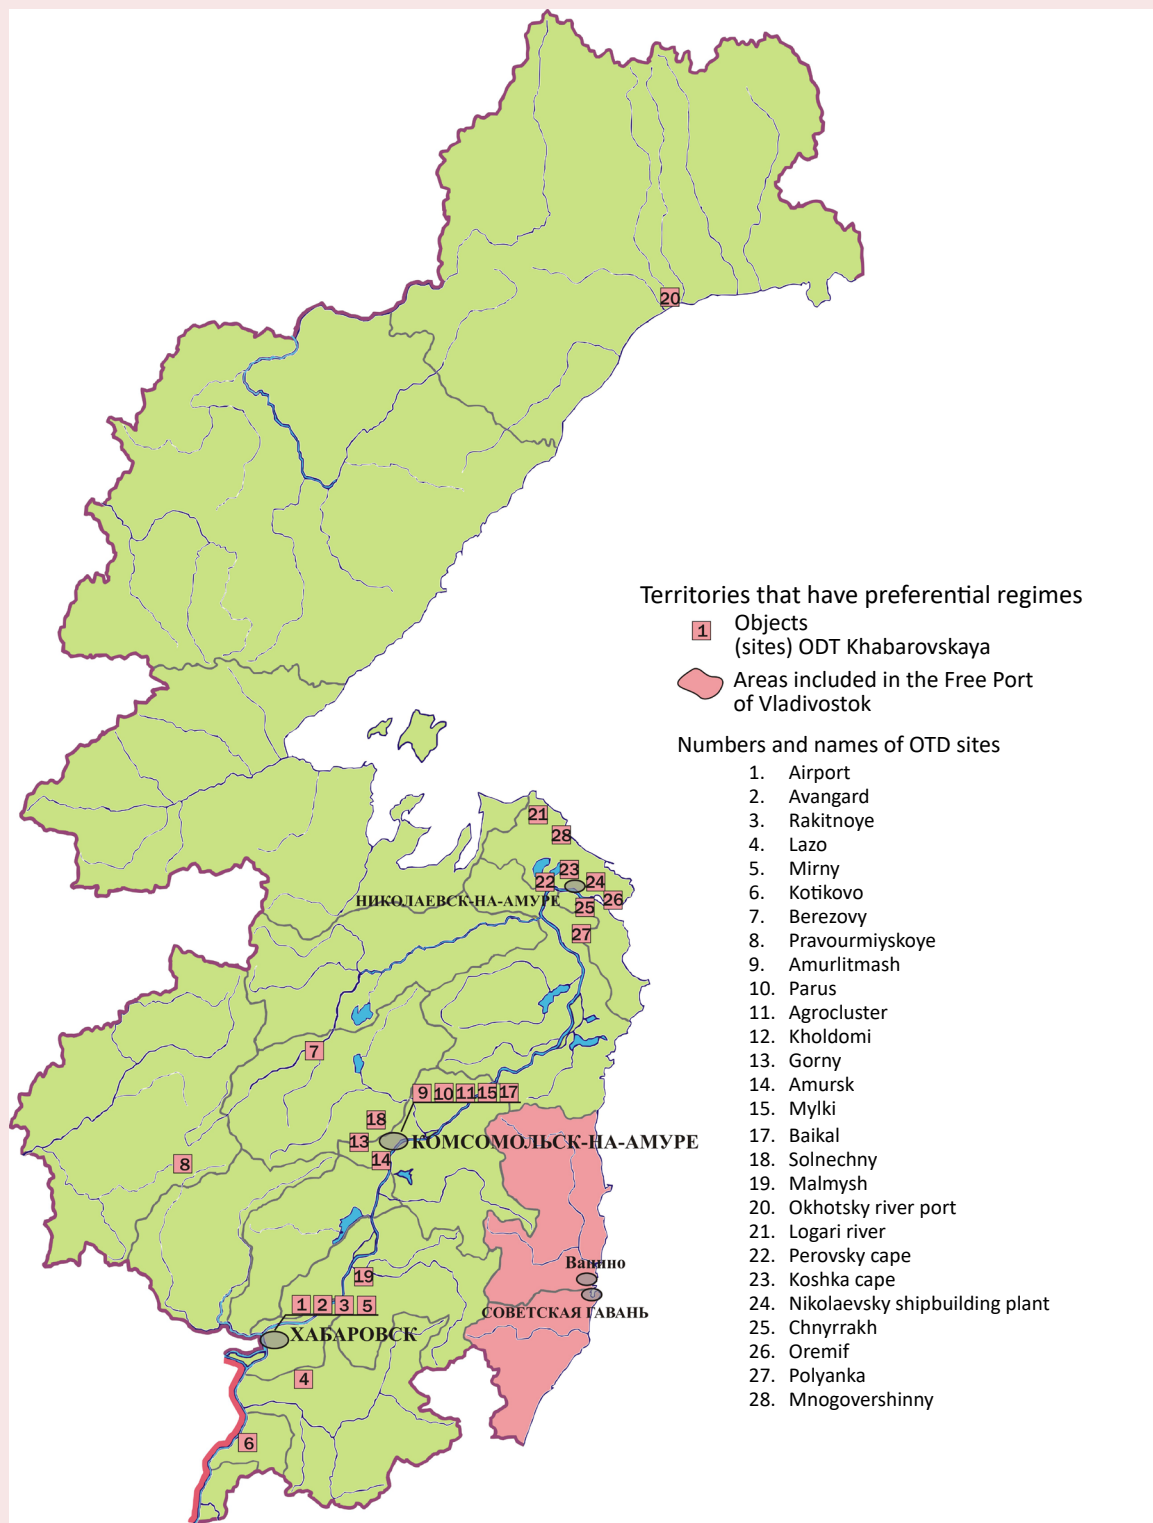 20
Territories that have preferential regimes
1 Objects
(sites) ODT Khabarovskaya
Areas included in the Free Port
of Vladivostok
Numbers and names of OTD sites
1. Airport
2. Avangard
3. Rakitnoye
4. Lazo
5. Mirny
6. Kotikovo
7. Berezovy
8. Pravourmiyskoye
9. Amurlitmash
10. Parus
11. Agrocluster
12. Kholdomi
13. Gorny
14. Amursk
15. Mylki
17. Baikal
18. Solnechny
19. Malmysh
20. Okhotsky river port
21. Logari river
22. Perovsky cape
23. Koshka cape
24. Nikolaevsky shipbuilding plant
25. Chnyrrakh
26. Oremif
27. Polyanka
28. Mnogovershinny
21
28
23
22
24
НИКОЛАЕВСК-НА-АМУРЕ
25
26
27
7
9 10 11 15 17
18
13
КОМСОМОЛЬСК-НА-АМУРЕ
14
8
Ванино
19
СОВЕТСКАЯ ГАВАНЬ
1 2 3 5
ХАБАРОВСК
4
6